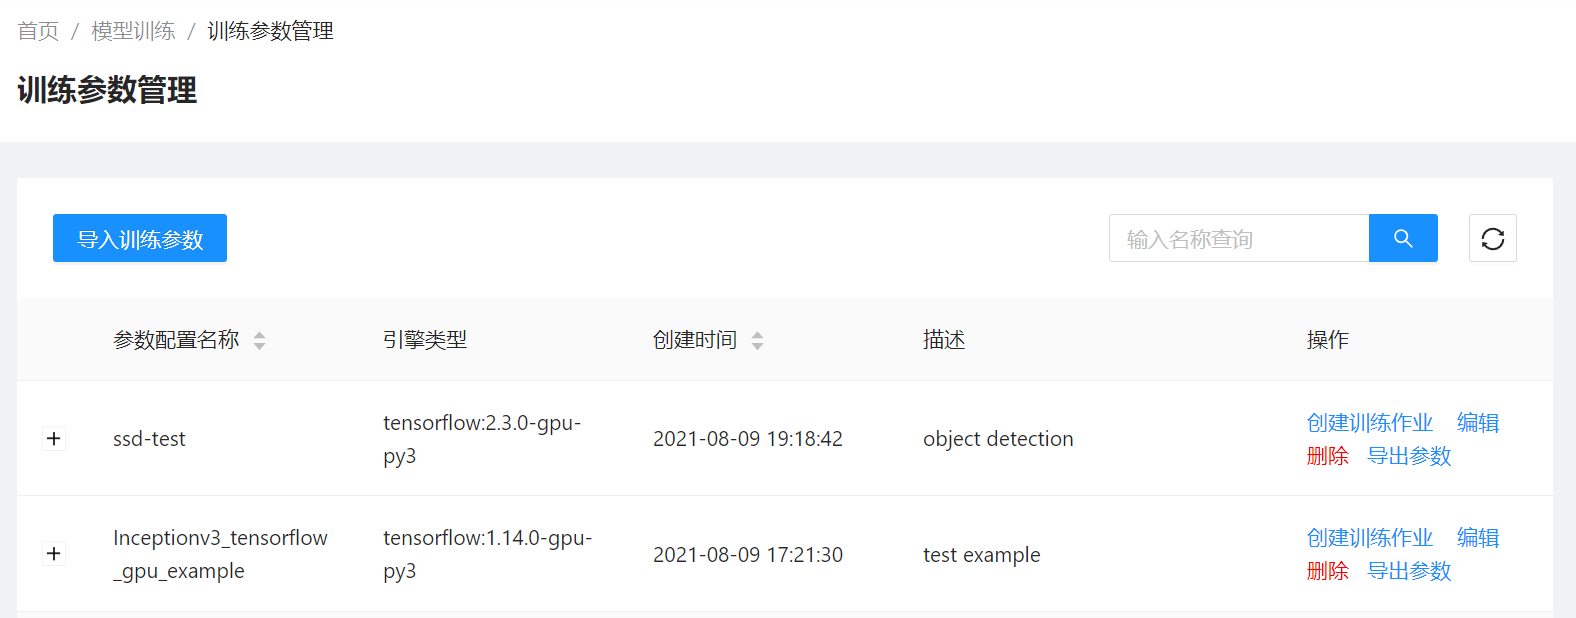 首页 / 模型训练 / 训练参数管理
训练参数管理
导入训练参数
输入名称查询
参数配置名称 引擎类型 创建时间 描述 操作
ssd-test tensorflow:2.3.0-gpu-
py3 2021-08-09 19:18:42 object detection 创建训练作业 编辑
删除 导出参数
Inceptionv3_tensorflow
_gpu_example tensorflow:1.14.0-gpu-
py3 2021-08-09 17:21:30 test example 创建训练作业 编辑
删除 导出参数